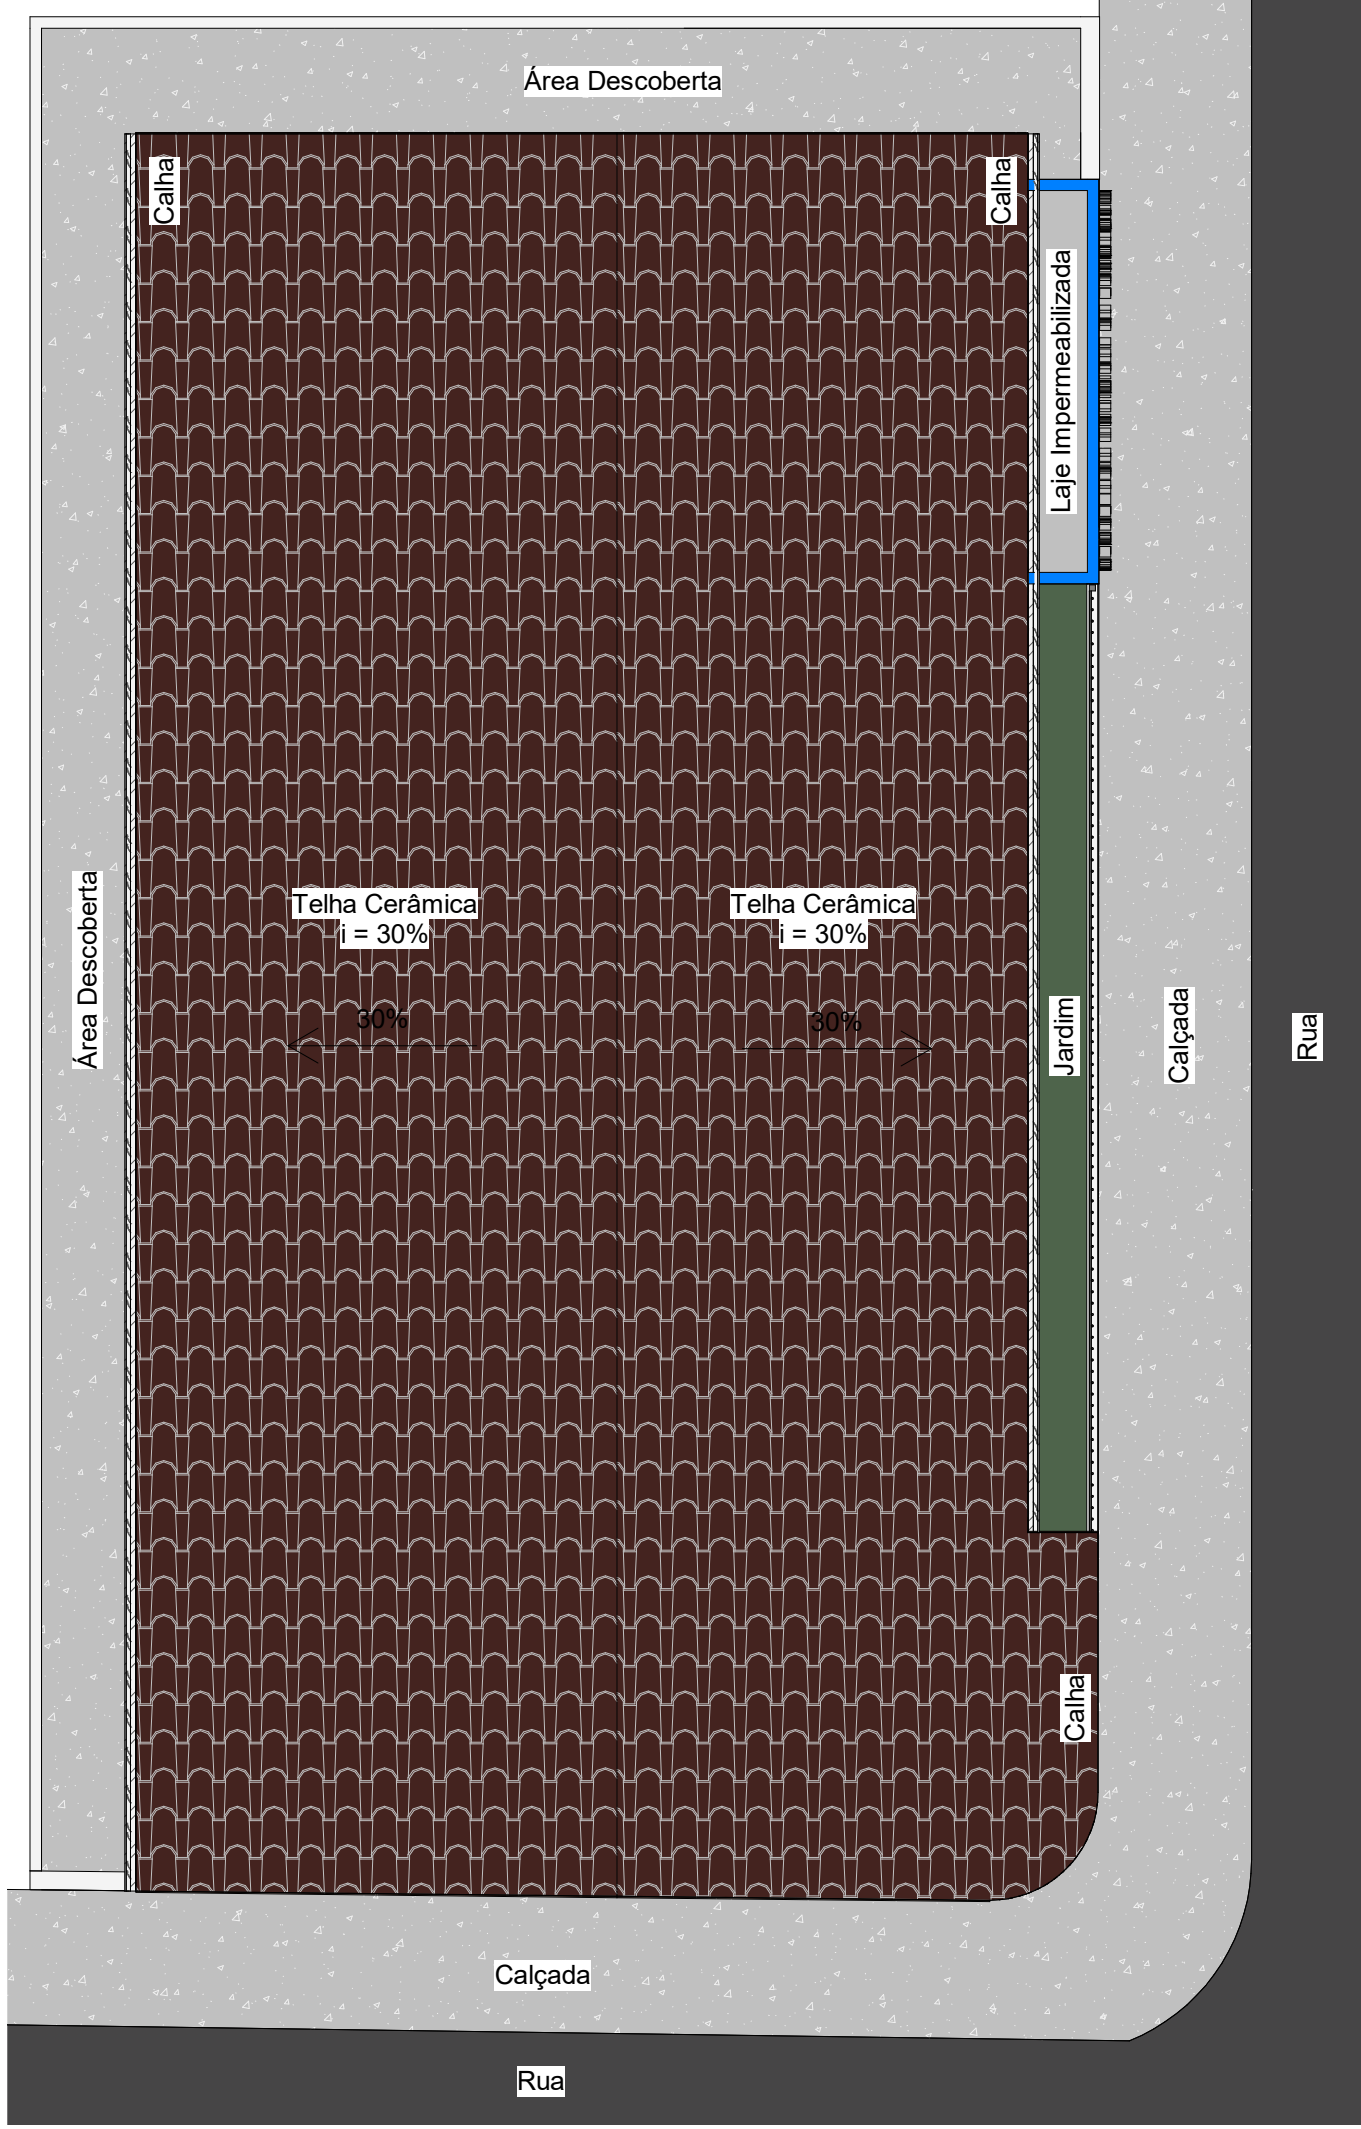 Área Descoberta
Calha
Calha
Laje Impermeabilizada
Telha Cerâmica
i = 30%
Telha Cerâmica
i = 30%
30%
30%
Área Descoberta
Jardim
Calçada
Rua
Calha
Calçada
Rua